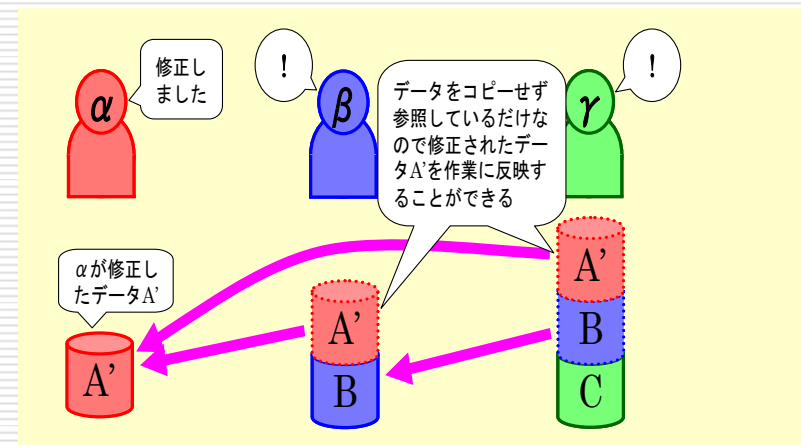 α
修正し
ました
!
β
データをコピーせず
参照しているだけな
ので修正されたデー
タA’を作業に反映す
ることができる
γ
!
αが修正し
たデータA’
A’
A’
B
A’
B
C